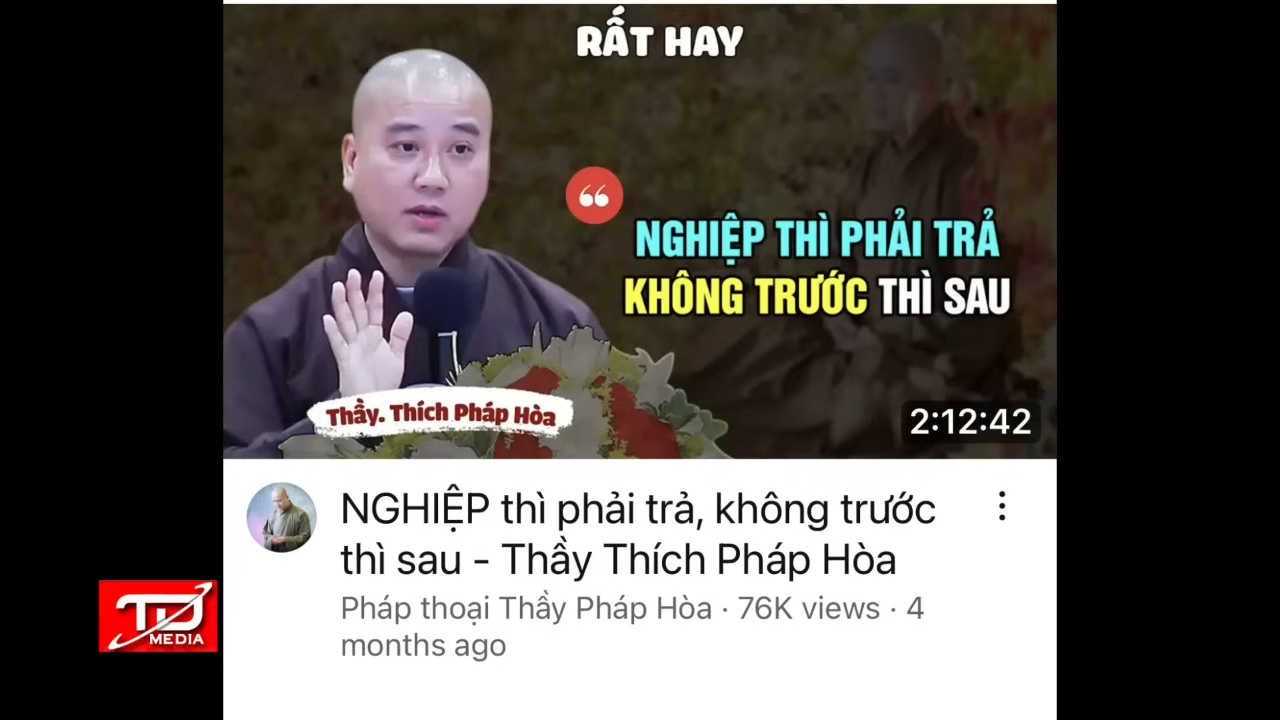 RẤT HAY
“
NGHIỆP THÌ PHẢI TRẢ
KHÔNG TRƯỚC THÌ SAU
Thầy. Thích Pháp Hòa
2:12:42
NGHIỆP thì phải trả, không trước
thì sau - Thầy Thích Pháp Hòa
Pháp thoại Thầy Pháp Hòa · 76K views · 4
months ago
TD
MEDIA